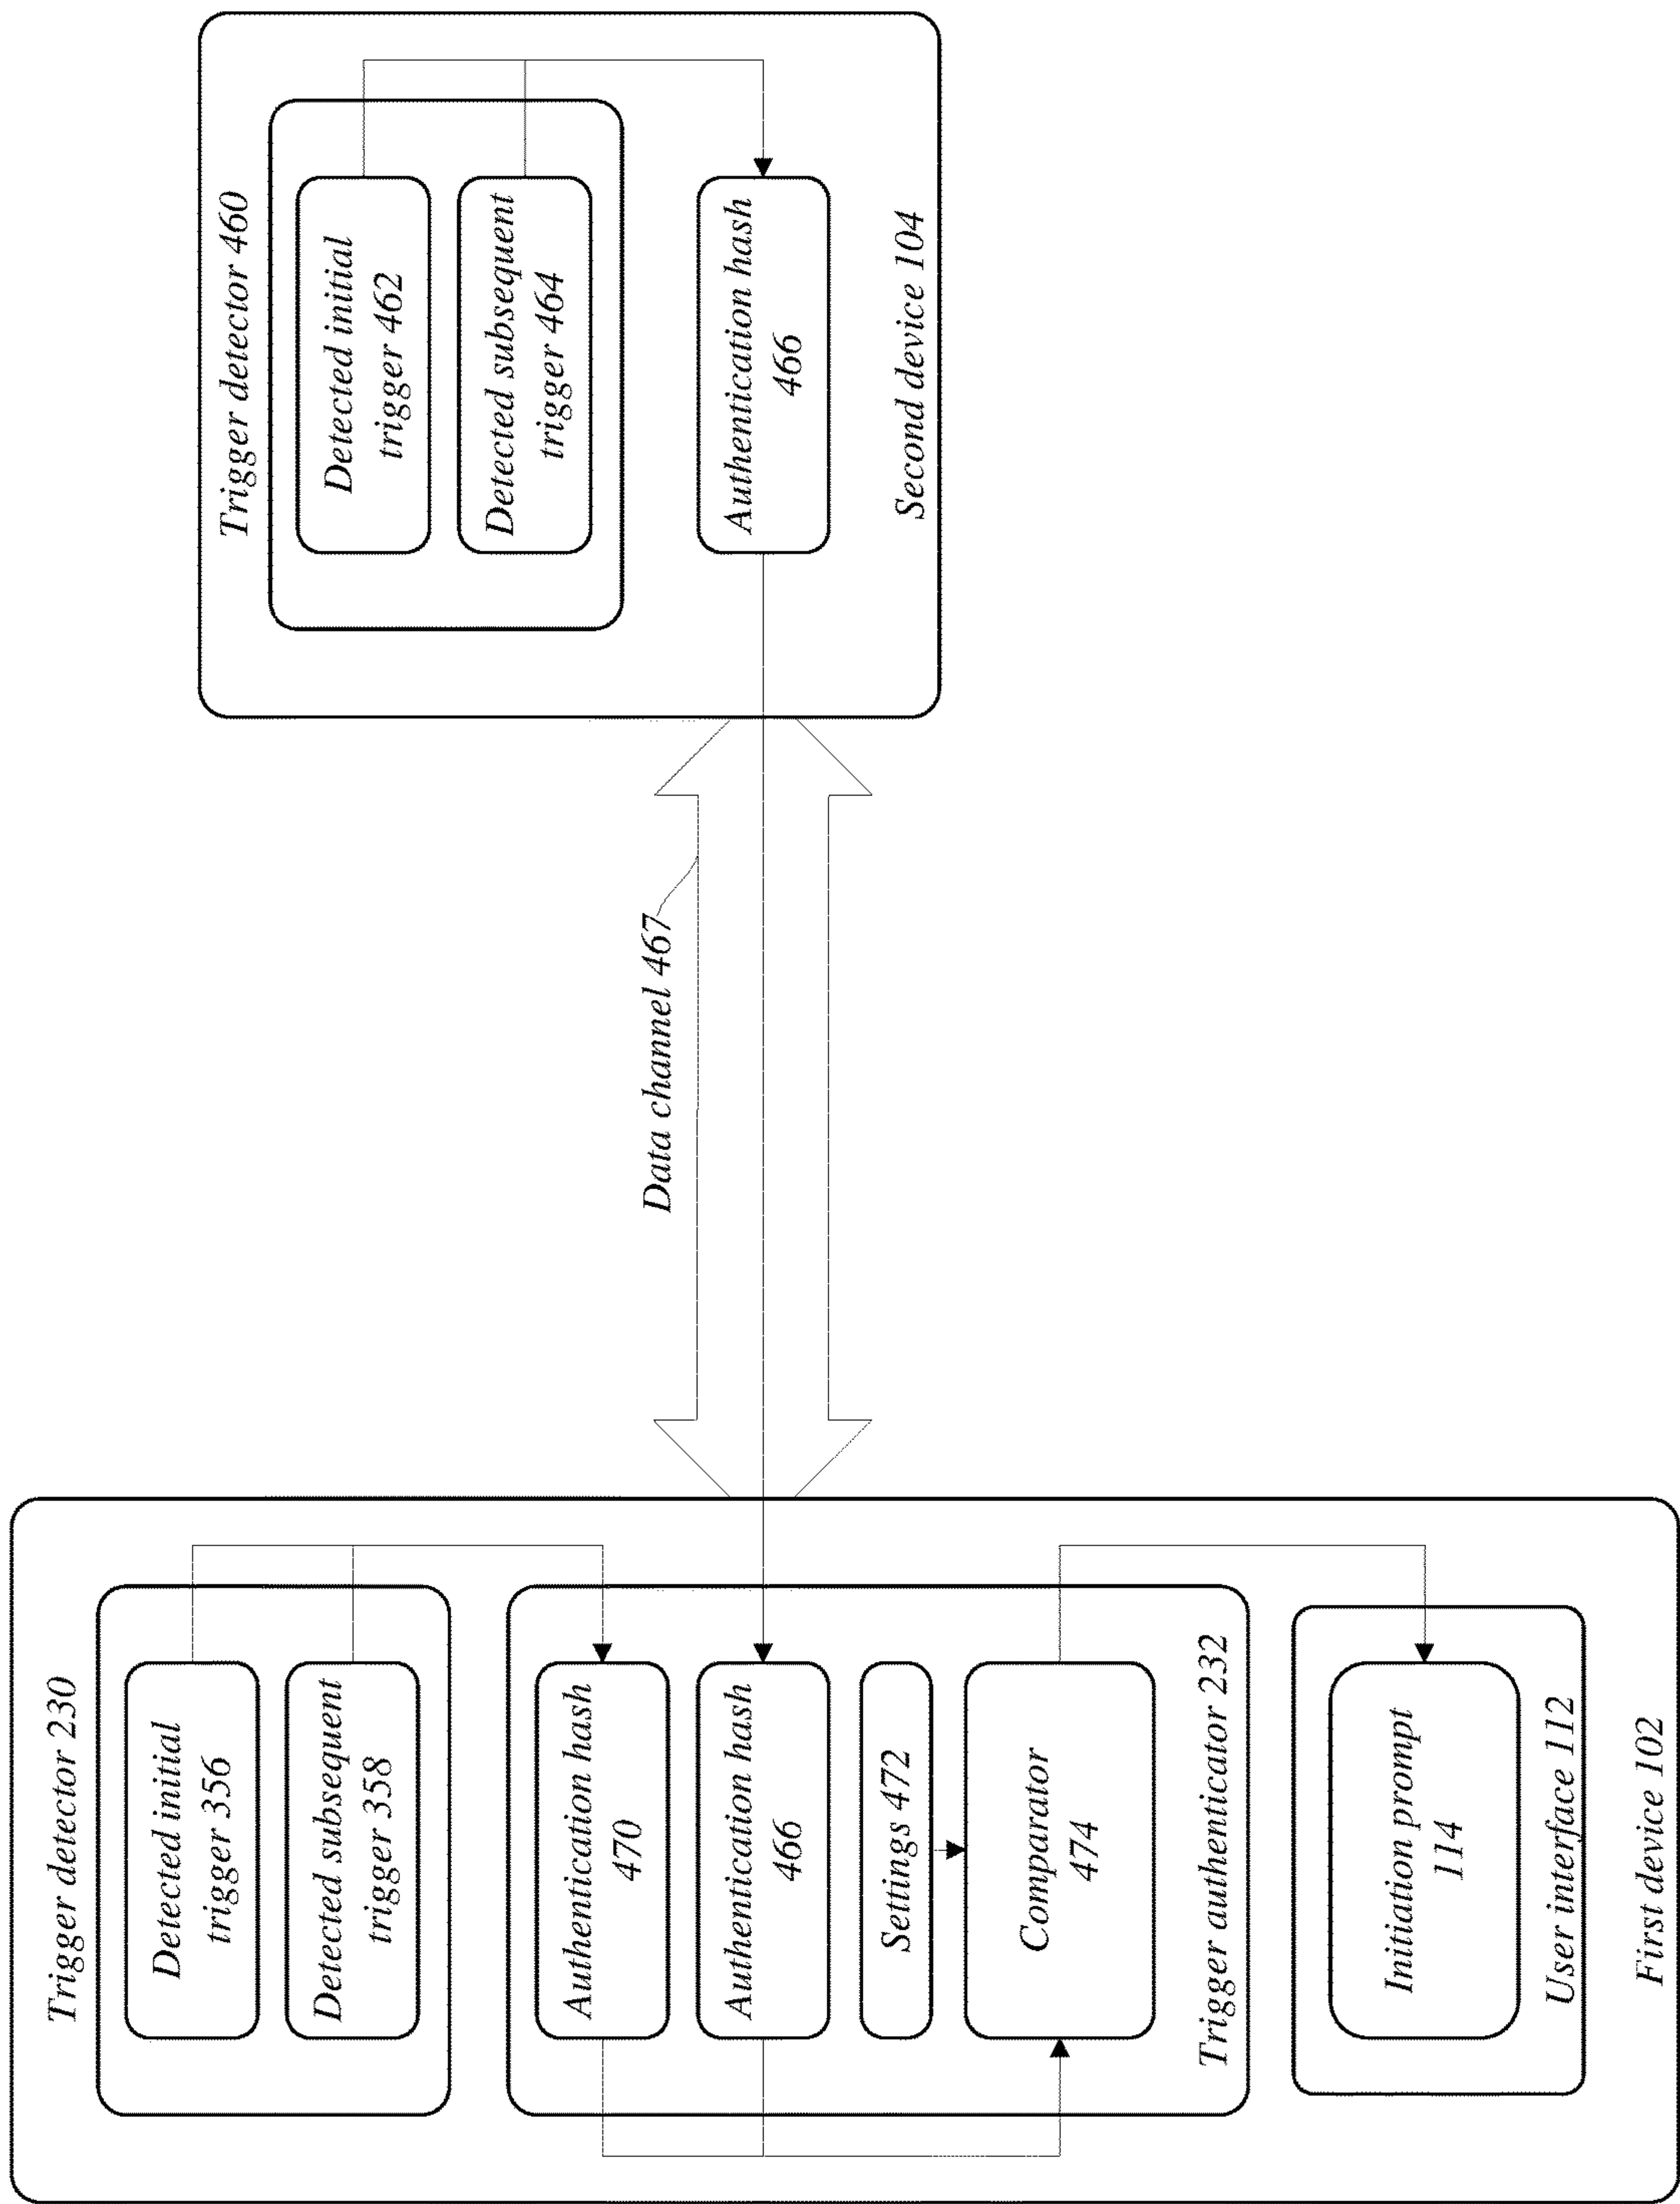 Trigger detector 230
Detected initial
trigger 356
Detected subsequent
trigger 358
Authentication hash
470
Authentication hash
466
Settings 472
Comparator
474
Trigger authenticator 232
Initiation prompt
114
User interface 112
First device 102
Data channel 467
Trigger detector 460
Detected initial
trigger 462
Detected subsequent
trigger 464
Authentication hash
466
Second device 104